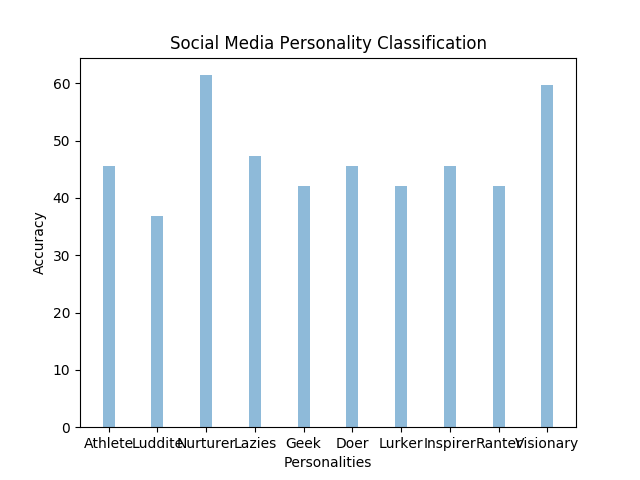 Social Media Personality Classification
Accuracy
60
50
40
30
20
10
0
Athlete Luddite Nurturer Lazies Geek Doer Lurker Inspirer Ranter Visionary
Personalities